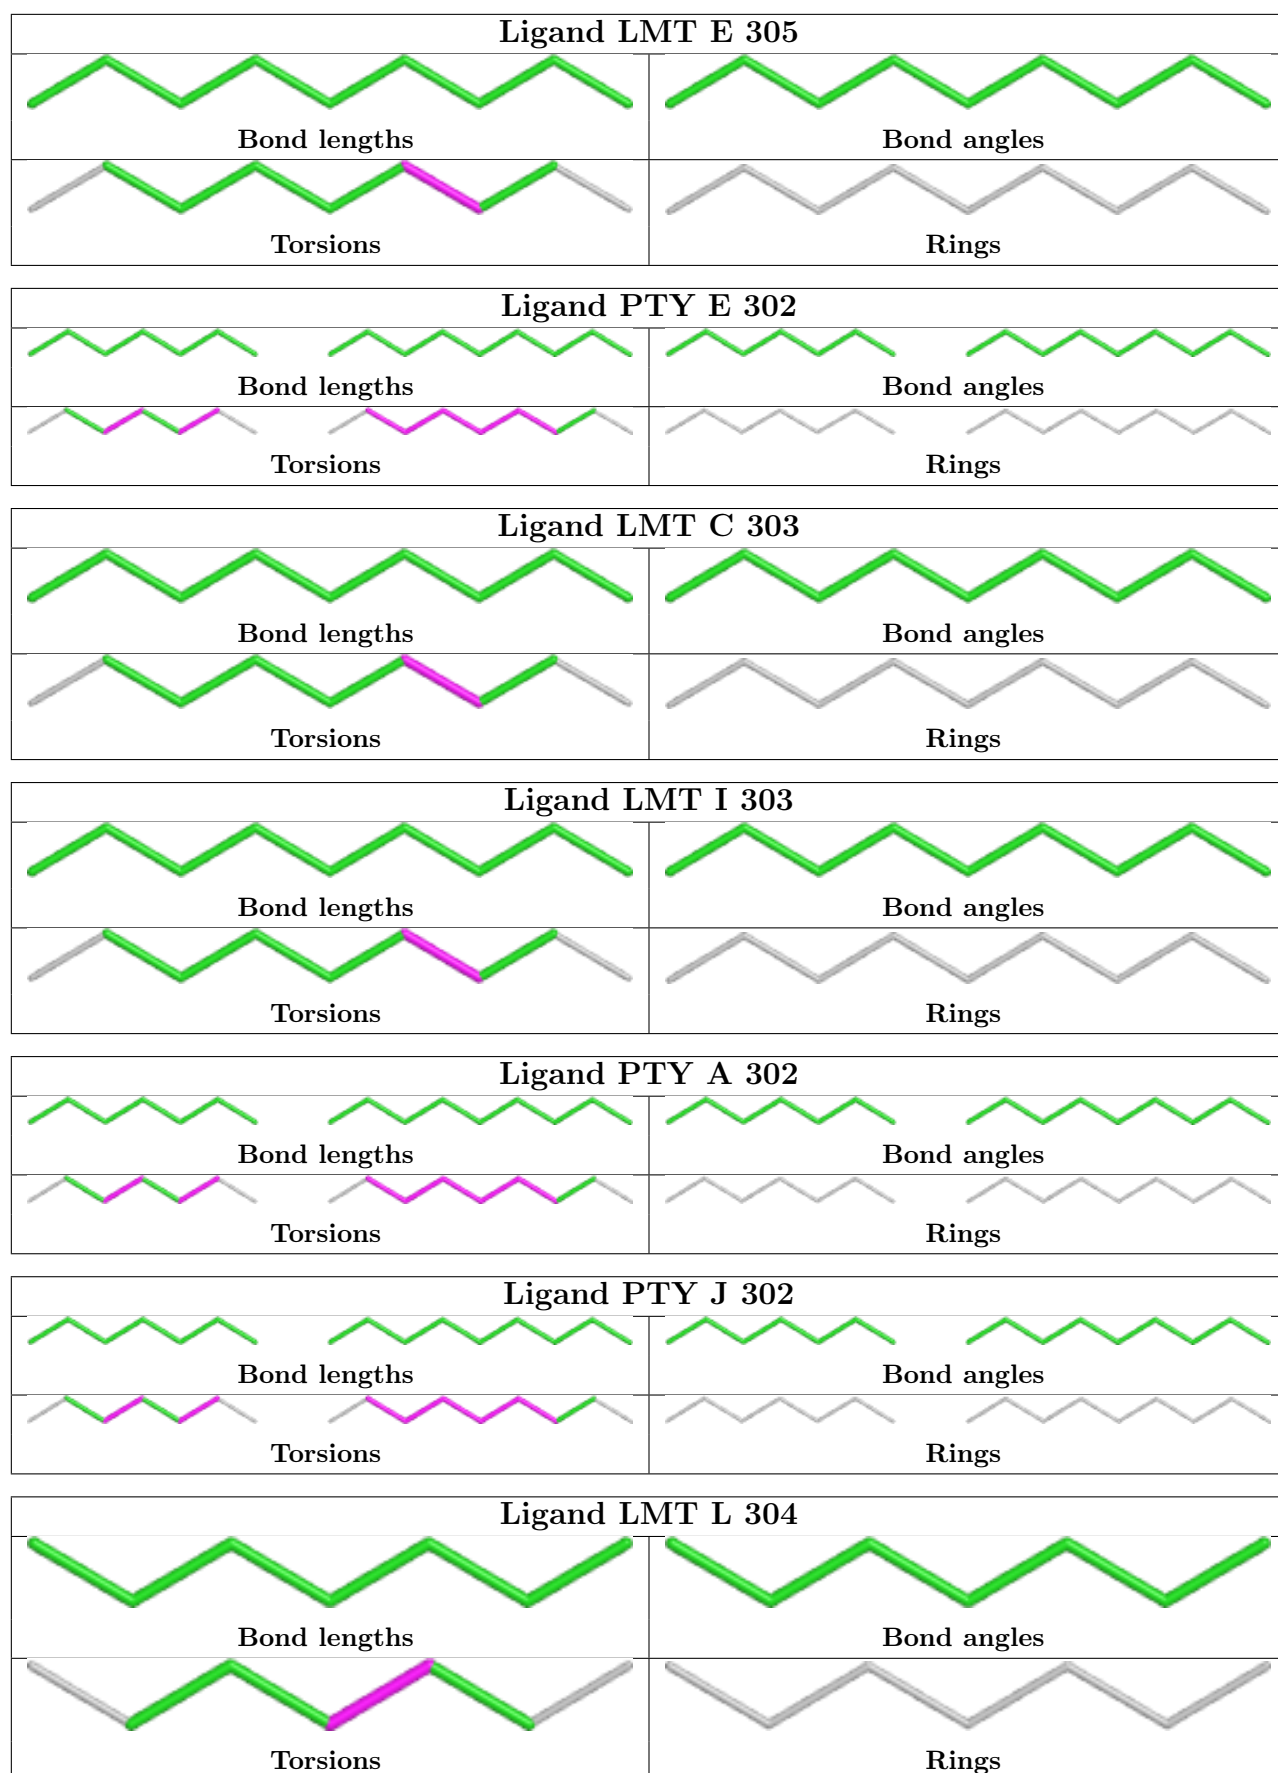 Ligand LMT E 305
Bond lengths Bond angles
Torsions Rings
Ligand PTY E 302
Bond lengths Bond angles
Torsions Rings
Ligand LMT C 303
Bond lengths Bond angles
Torsions Rings
Ligand LMT I 303
Bond lengths Bond angles
Torsions Rings
Ligand PTY A 302
Bond lengths Bond angles
Torsions Rings
Ligand PTY J 302
Bond lengths Bond angles
Torsions Rings
Ligand LMT L 304
Bond lengths Bond angles
Torsions Rings